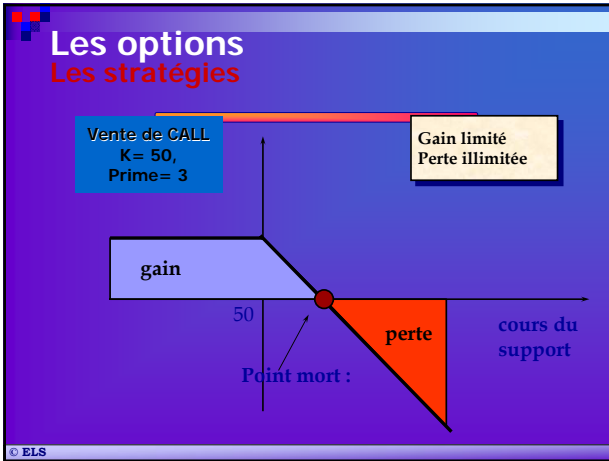 Les options
Les stratégies
Vente de CALL
K= 50,
Prime= 3
Gain limité
Perte illimitée
gain
50
perte
cours du
support
Point mort :
© ELS